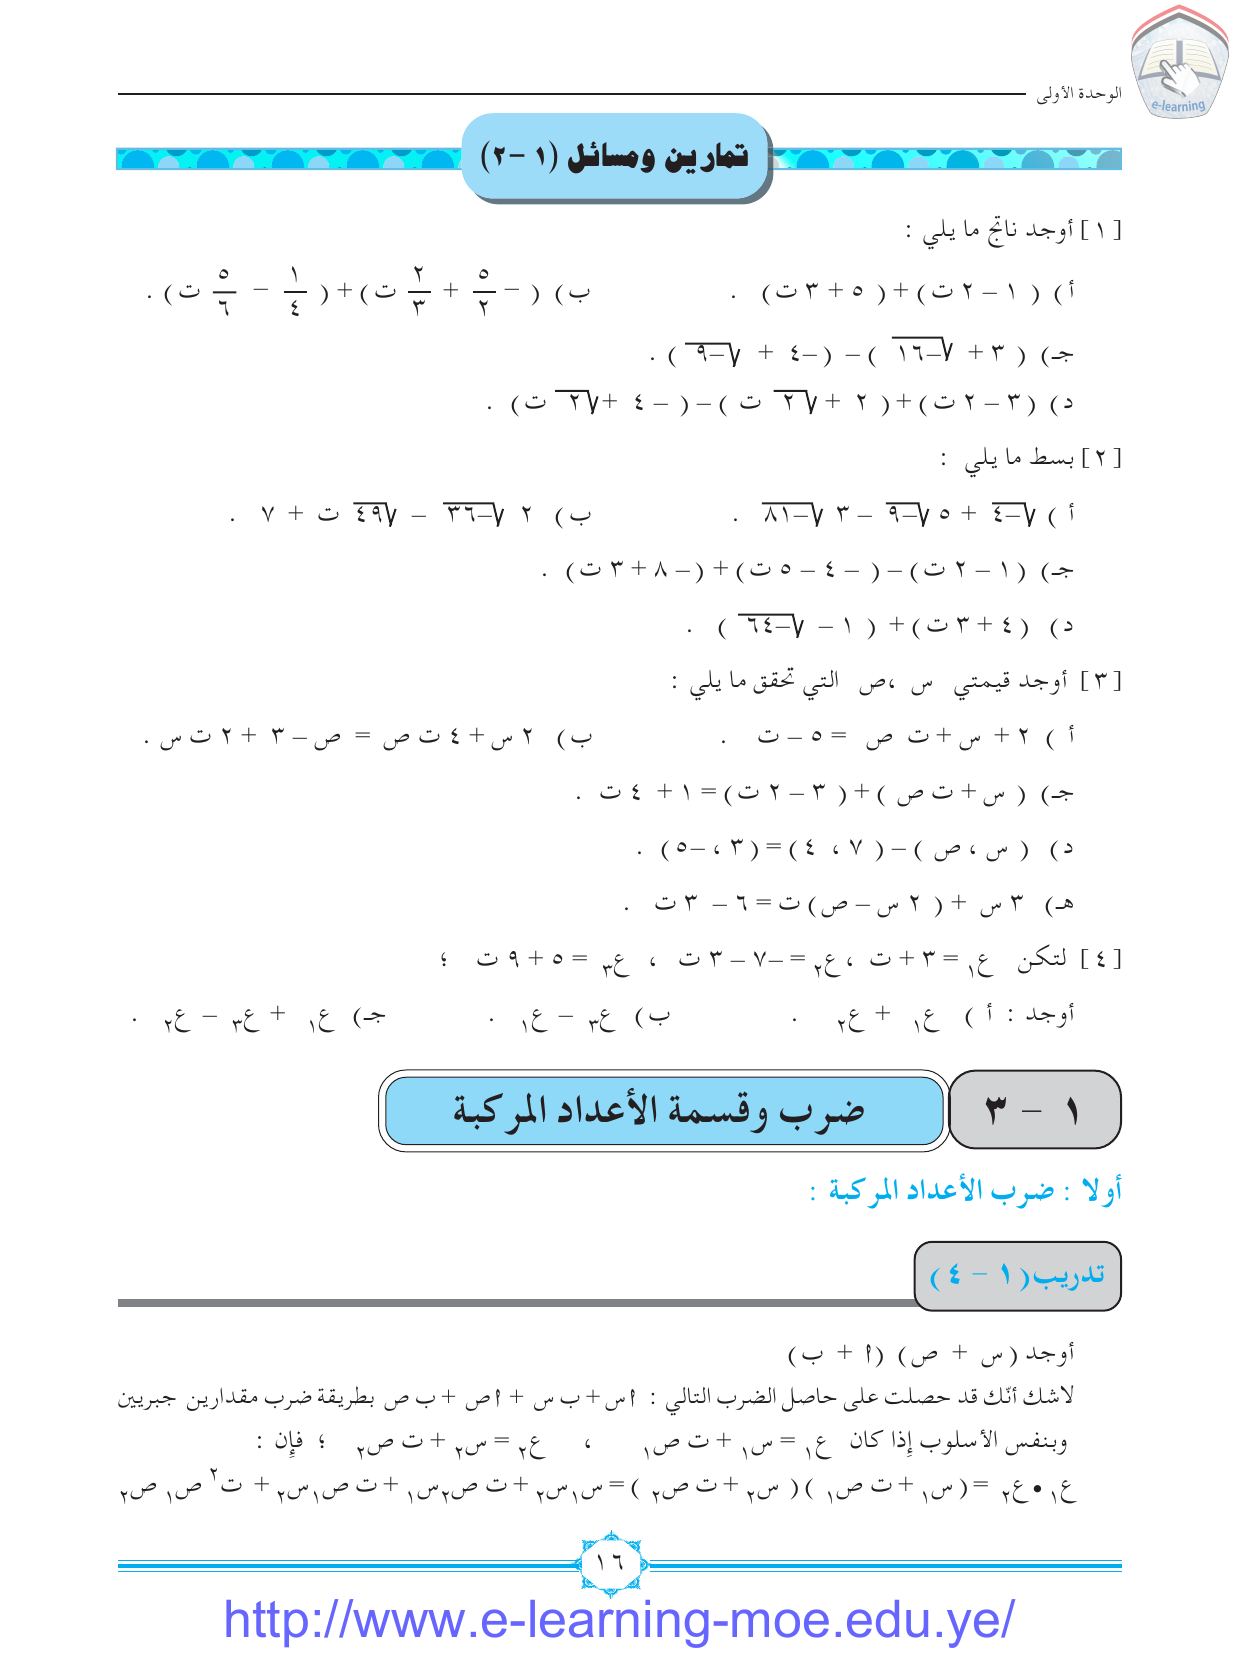 e-learning
الوحدة الأولى
تمارين ومسائل (١ – ٢)
[١] أوجد ناتج ما يلي :
أ) (١ – ٢ ت) + (٥ + ٣ ت) . ب) (– ٥/٢ + ٢/٣ ت) + (١/٤ – ٥/٦ ت) .
جـ) (٣ + √–١٦) – (–٤ + √–٩) .
د) (٣ – ٢ ت) + (٢ + √٢ ت) – (– ٤ + √٢ ت) .
[٢] بسط ما يلي :
أ) √–٤ + ٥ √–٩ – ٣ √–٨١ . ب) ٢ √–٣٦ – √٤٩ ت + ٧ .
جـ) (١ – ٢ ت) – (– ٤ – ٥ ت) + (– ٨ + ٣ ت) .
د) (٤ + ٣ ت) + (١ – √–٦٤) .
[٣] أوجد قيمتي س ، ص التي تحقق ما يلي :
أ) ٢ + س + ت ص = ٥ – ت . ب) ٢ س + ٤ ت ص = ص – ٣ + ٢ ت س .
جـ) (س + ت ص) + (٣ – ٢ ت) = ١ + ٤ ت .
د) (س ، ص) – (٧ ، ٤) = (٣ ، –٥) .
هـ) ٣ س + (٢ س – ص) ت = ٦ – ٣ ت .
[٤] لتكن ع١ = ٣ + ت ، ع٢ = –٧ – ٣ ت ، ع٣ = ٥ + ٩ ت ؛
أوجد : أ) ع١ + ع٢ . ب) ع٣ – ع١ . جـ) ع١ + ع٣ – ع٢ .
١ – ٣ ضرب وقسمة الأعداد المركبة
أولا : ضرب الأعداد المركبة :
تدريب (١ – ٤)
أوجد (س + ص) (ا + ب)
لاشك أنّك قد حصلت على حاصل الضرب التالي : اس + ب س + اص + ب ص بطريقة ضرب مقدارين جبريين
وبنفس الأسلوب إذا كان ع١ = س١ + ت ص١ ، ع٢ = س٢ + ت ص٢ ؛ فإن :
ع١ • ع٢ = (س١ + ت ص١) (س٢ + ت ص٢) = س١س٢ + ت ص٢س١ + ت ص١س٢ + ت² ص١ ص٢
١٦
http://www.e-learning-moe.edu.ye/